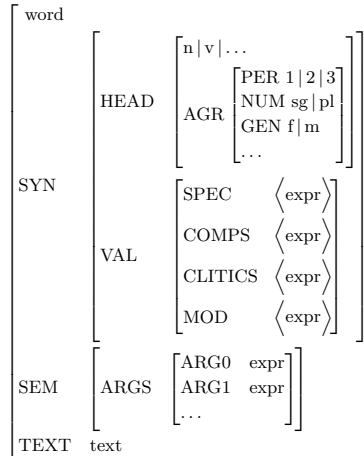 word
n | v | ...
HEAD
PER 1 | 2 | 3
NUM sg | pl
AGR
GEN f | m
...
SYN
SPEC ⟨expr⟩
COMPS ⟨expr⟩
VAL
CLITICS ⟨expr⟩
MOD ⟨expr⟩
ARG0 expr
SEM ARGS ARG1 expr
...
TEXT text